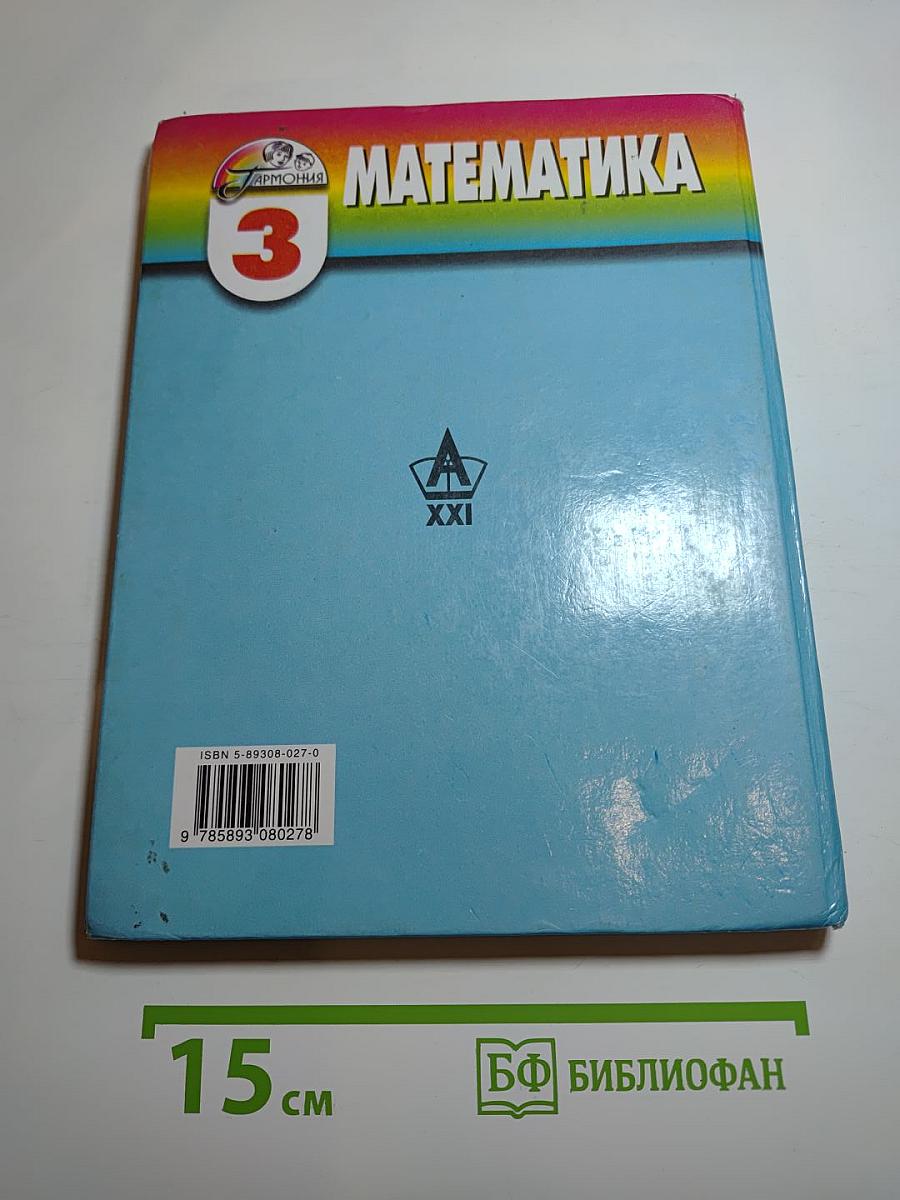 ГАРМОНИЯ
3
МАТЕМАТИКА
А
XXI
ISBN 5-89308-027-0
9 785893 080278
15 см
БФ БИБЛИОФАН